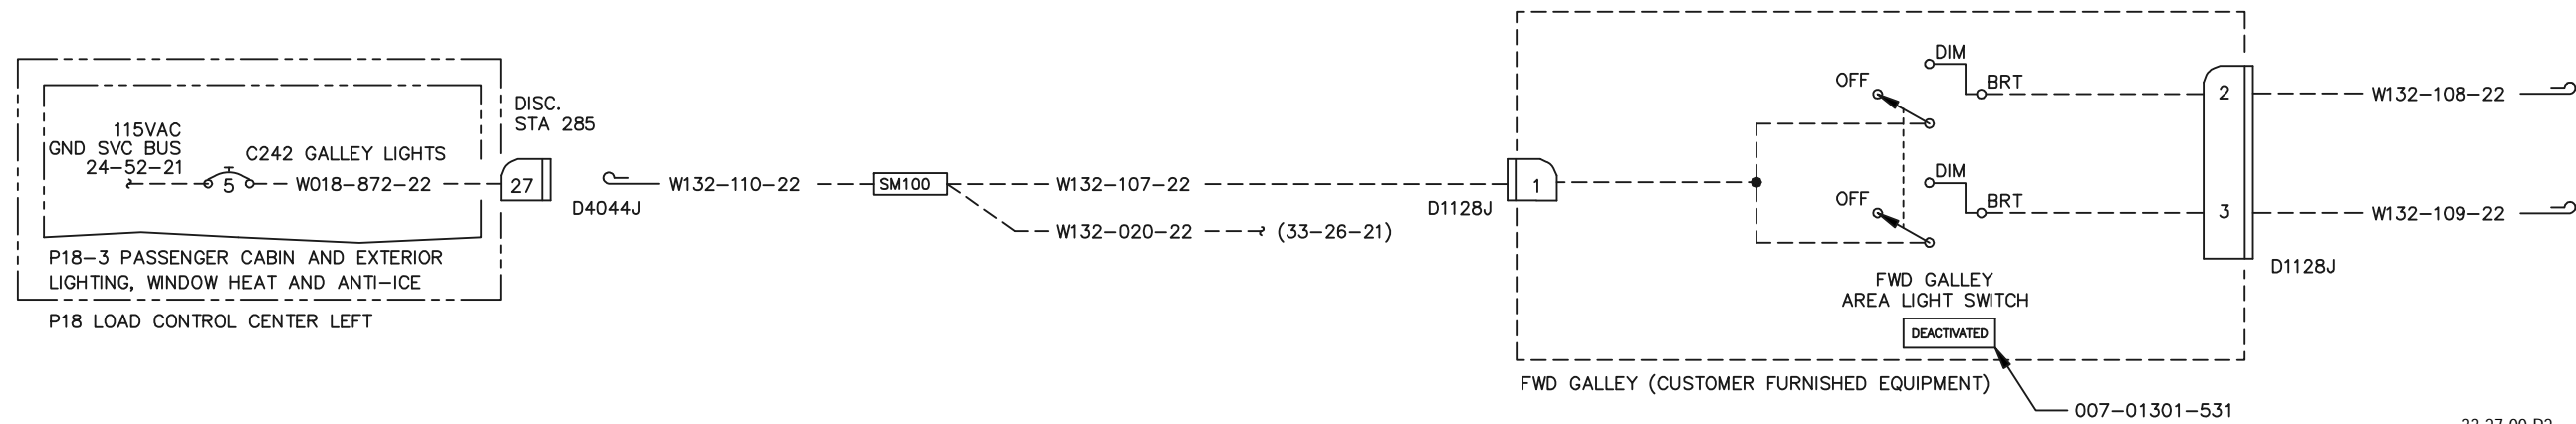 115VAC
GND SVC BUS
24-52-21
C242 GALLEY LIGHTS
5
W018-872-22
27
DISC.
STA 285
D4044J
P18-3 PASSENGER CABIN AND EXTERIOR
LIGHTING, WINDOW HEAT AND ANTI-ICE
P18 LOAD CONTROL CENTER LEFT
W132-110-22
SM100
W132-107-22
W132-020-22
(33-26-21)
D1128J
1
OFF
DIM
BRT
OFF
DIM
BRT
FWD GALLEY
AREA LIGHT SWITCH
DEACTIVATED
FWD GALLEY (CUSTOMER FURNISHED EQUIPMENT)
007-01301-531
2
3
D1128J
W132-108-22
W132-109-22